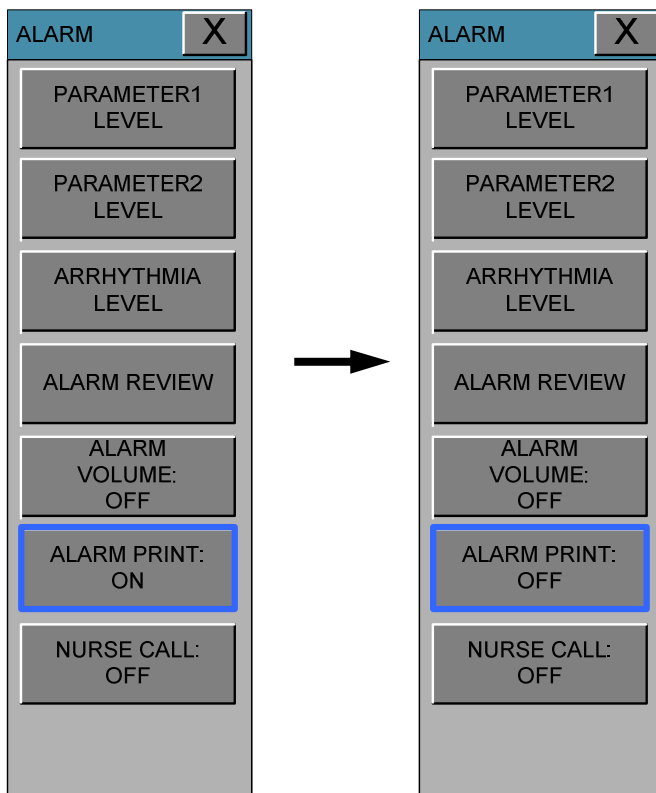 ALARM X
PARAMETER1
LEVEL
PARAMETER2
LEVEL
ARRHYTHMIA
LEVEL
ALARM REVIEW
ALARM
VOLUME:
OFF
ALARM PRINT:
ON
NURSE CALL:
OFF
ALARM X
PARAMETER1
LEVEL
PARAMETER2
LEVEL
ARRHYTHMIA
LEVEL
ALARM REVIEW
ALARM
VOLUME:
OFF
ALARM PRINT:
OFF
NURSE CALL:
OFF